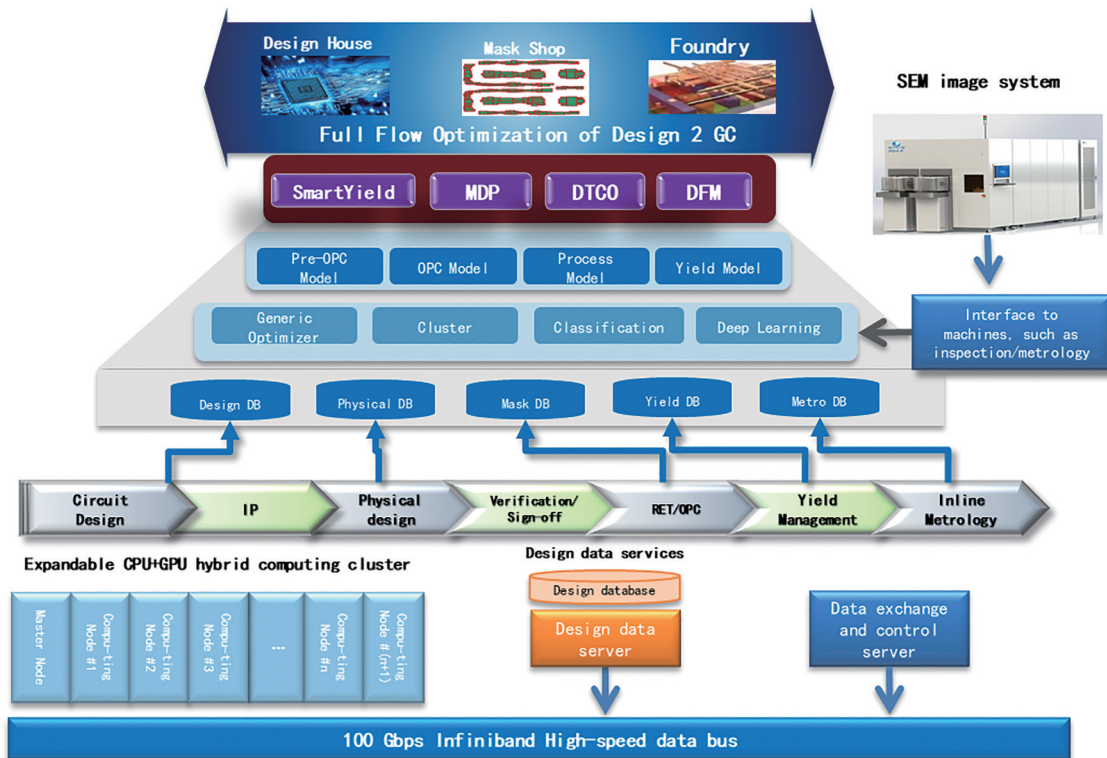 Design House
Mask Shop
Foundry
Full Flow Optimization of Design 2 GC
SEM image system
SmartYield
MDP
DTCO
DFM
Pre-OPC
Model
OPC Model
Process
Model
Yield Model
Generic
Optimizer
Cluster
Classification
Deep Learning
Interface to
machines, such as
inspection/metrology
Design DB
Physical DB
Mask DB
Yield DB
Metro DB
Circuit
Design
IP
Physical
design
Verification/
Sign-off
RET/OPC
Yield
Management
Inline
Metrology
Expandable CPU+GPU hybrid computing cluster
Design data services
Master Node
Compu-ting
Node #1
Compu-ting
Node #2
Compu-ting
Node #3
...
Compu-ting
Node #n
Compu-ting
Node #(n+1)
Design database
Design data
server
Data exchange
and control
server
100 Gbps Infiniband High-speed data bus